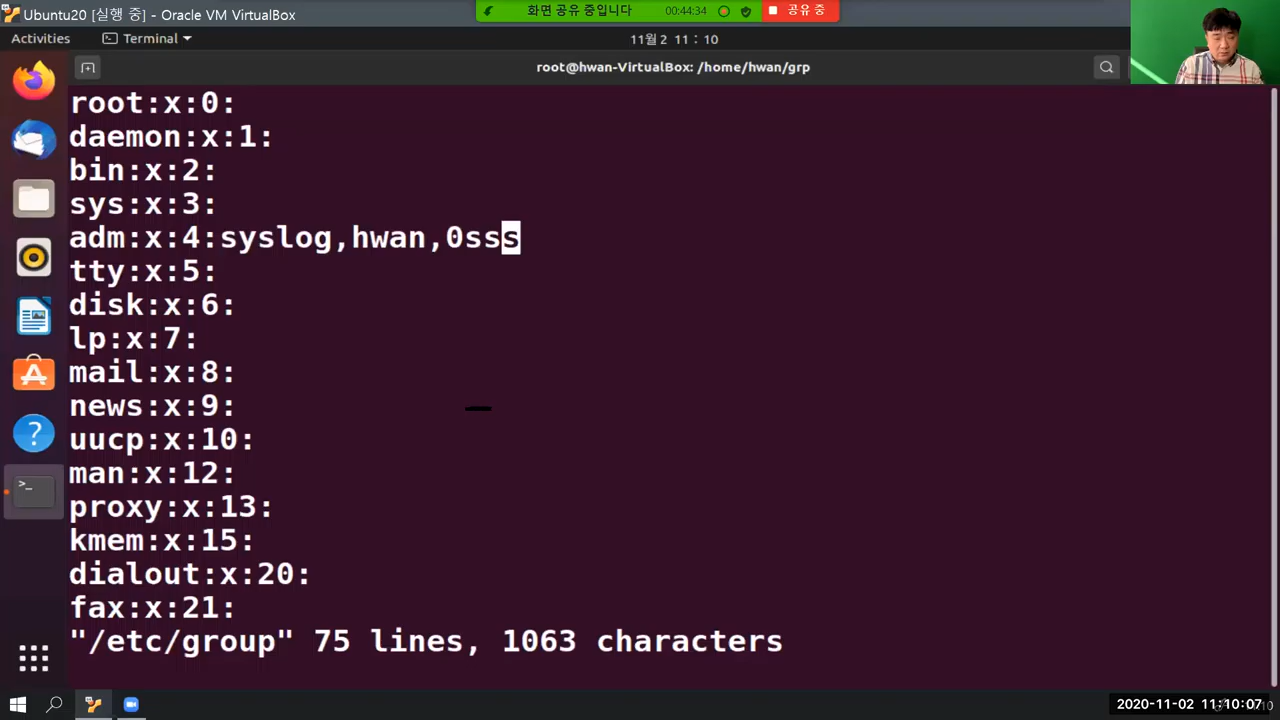 Ubuntu20 [실행 중] - Oracle VM VirtualBox
화면 공유 중입니다
00:44:34
공유 중
Activities
Terminal
11월 2 11 : 10
root@hwan-VirtualBox: /home/hwan/grp
root:x:0:
daemon:x:1:
bin:x:2:
sys:x:3:
adm:x:4:syslog,hwan,0sss
tty:x:5:
disk:x:6:
lp:x:7:
mail:x:8:
news:x:9:
uucp:x:10:
man:x:12:
proxy:x:13:
kmem:x:15:
dialout:x:20:
fax:x:21:
"/etc/group" 75 lines, 1063 characters
2020-11-02 11:10:07